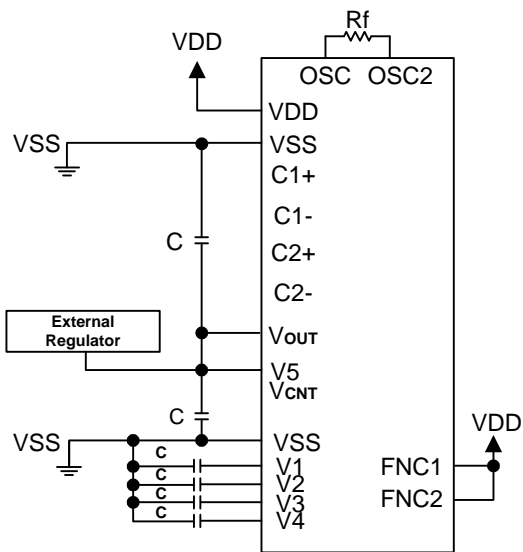 Rf
VDD
OSC OSC2
VDD
VSS
VSS
C1+
C1-
C
C2+
C2-
External
Regulator
VOUT
V5
VCNT
C
VDD
VSS
VSS
C
V1
FNC1
C
V2
C
V3
FNC2
C
V4